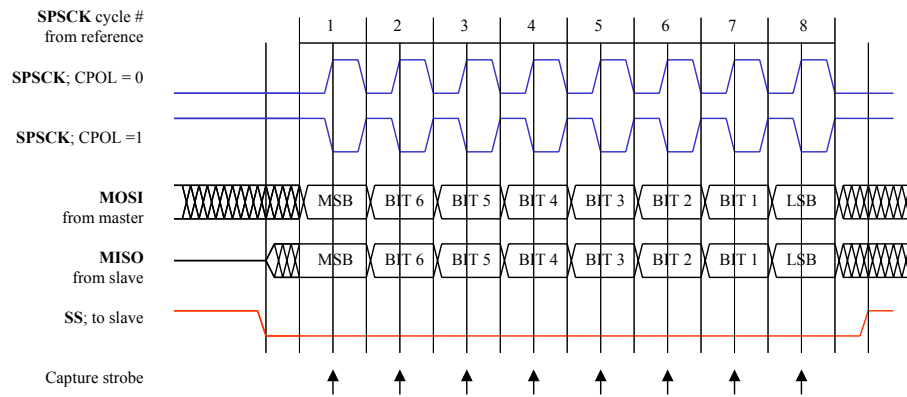 SPSCK cycle #
from reference
1 2 3 4 5 6 7 8
SPSCK; CPOL = 0
SPSCK; CPOL =1
MOSI
from master
MSB BIT 6 BIT 5 BIT 4 BIT 3 BIT 2 BIT 1 LSB
MISO
from slave
MSB BIT 6 BIT 5 BIT 4 BIT 3 BIT 2 BIT 1 LSB
SS; to slave
Capture strobe